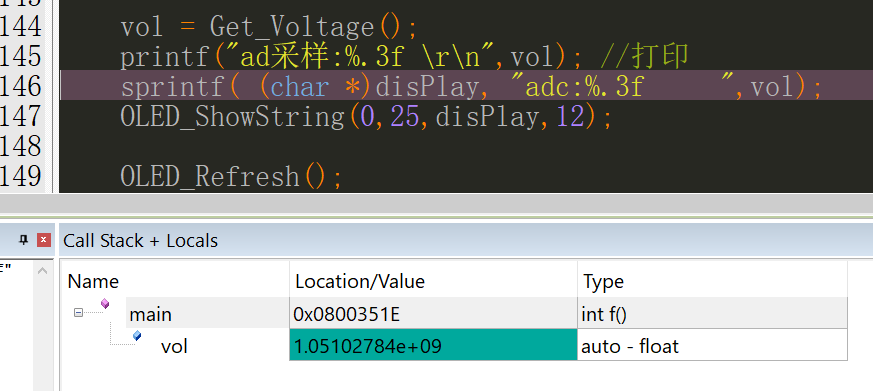 144 vol = Get_Voltage();
145 printf("ad采样:%.3f \r\n",vol); //打印
146 sprintf( (char *)disPlay, "adc:%.3f      ",vol);
147 OLED_ShowString(0,25,disPlay,12);
148
149 OLED_Refresh();
Call Stack + Locals
Name Location/Value Type
main 0x0800351E int f()
vol 1.05102784e+09 auto - float